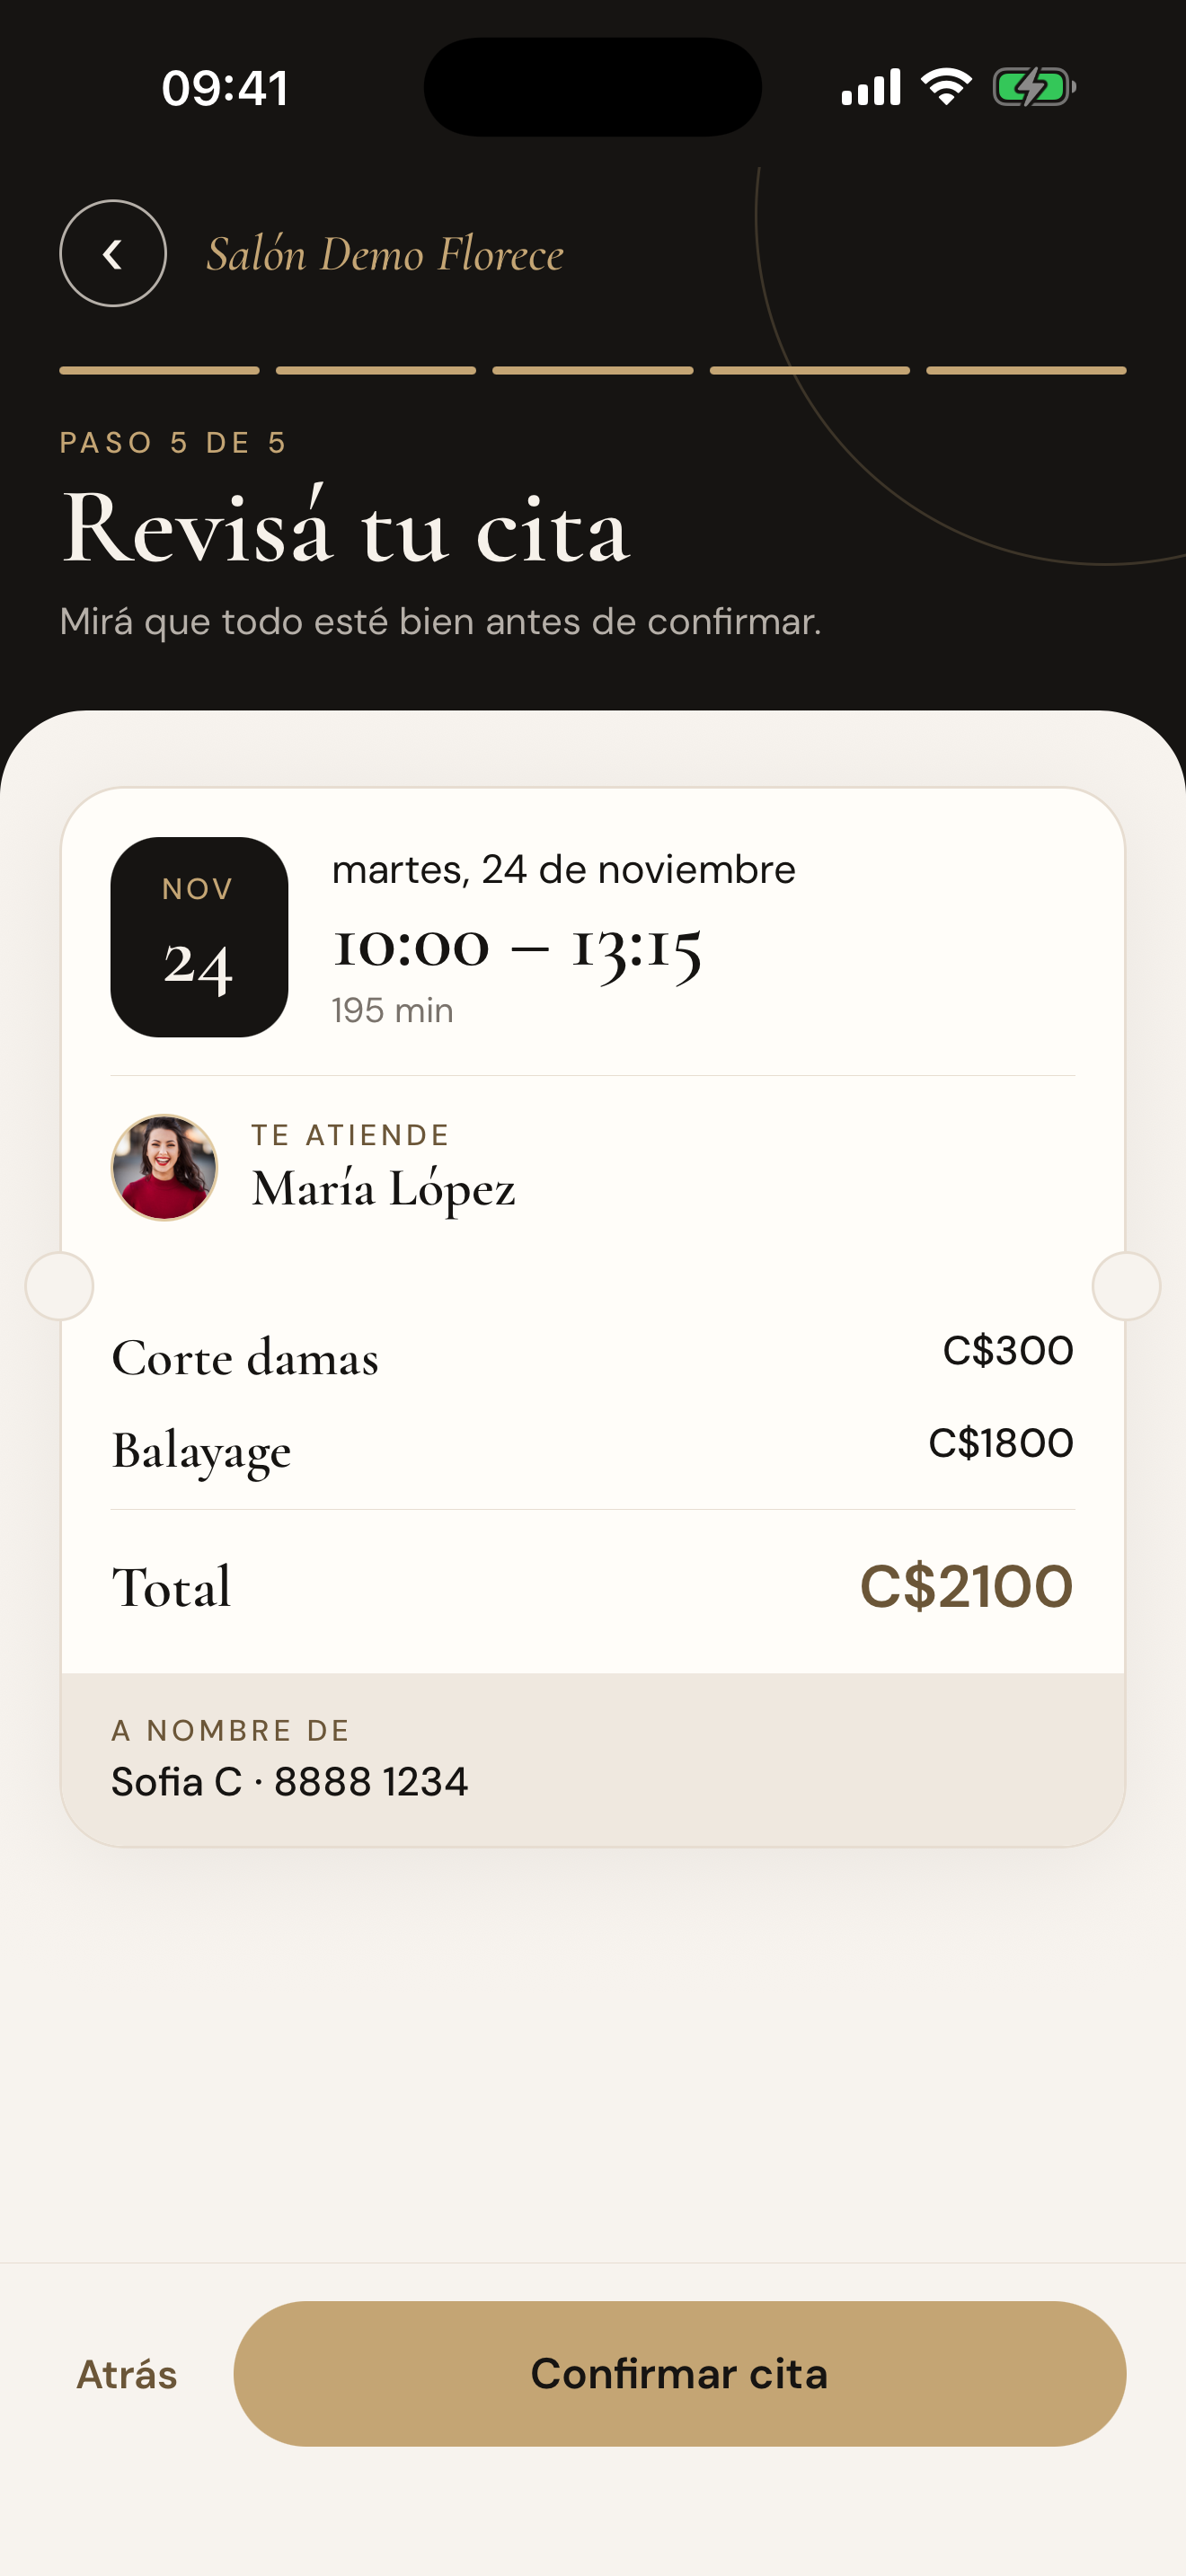 09:41
Salón Demo Florece
PASO 5 DE 5
Revisá tu cita
Mirá que todo esté bien antes de confirmar.
NOV
24
martes, 24 de noviembre
10:00 – 13:15
195 min
TE ATIENDE
María López
Corte damas C$300
Balayage C$1800
Total C$2100
A NOMBRE DE
Sofia C · 8888 1234
Atrás
Confirmar cita